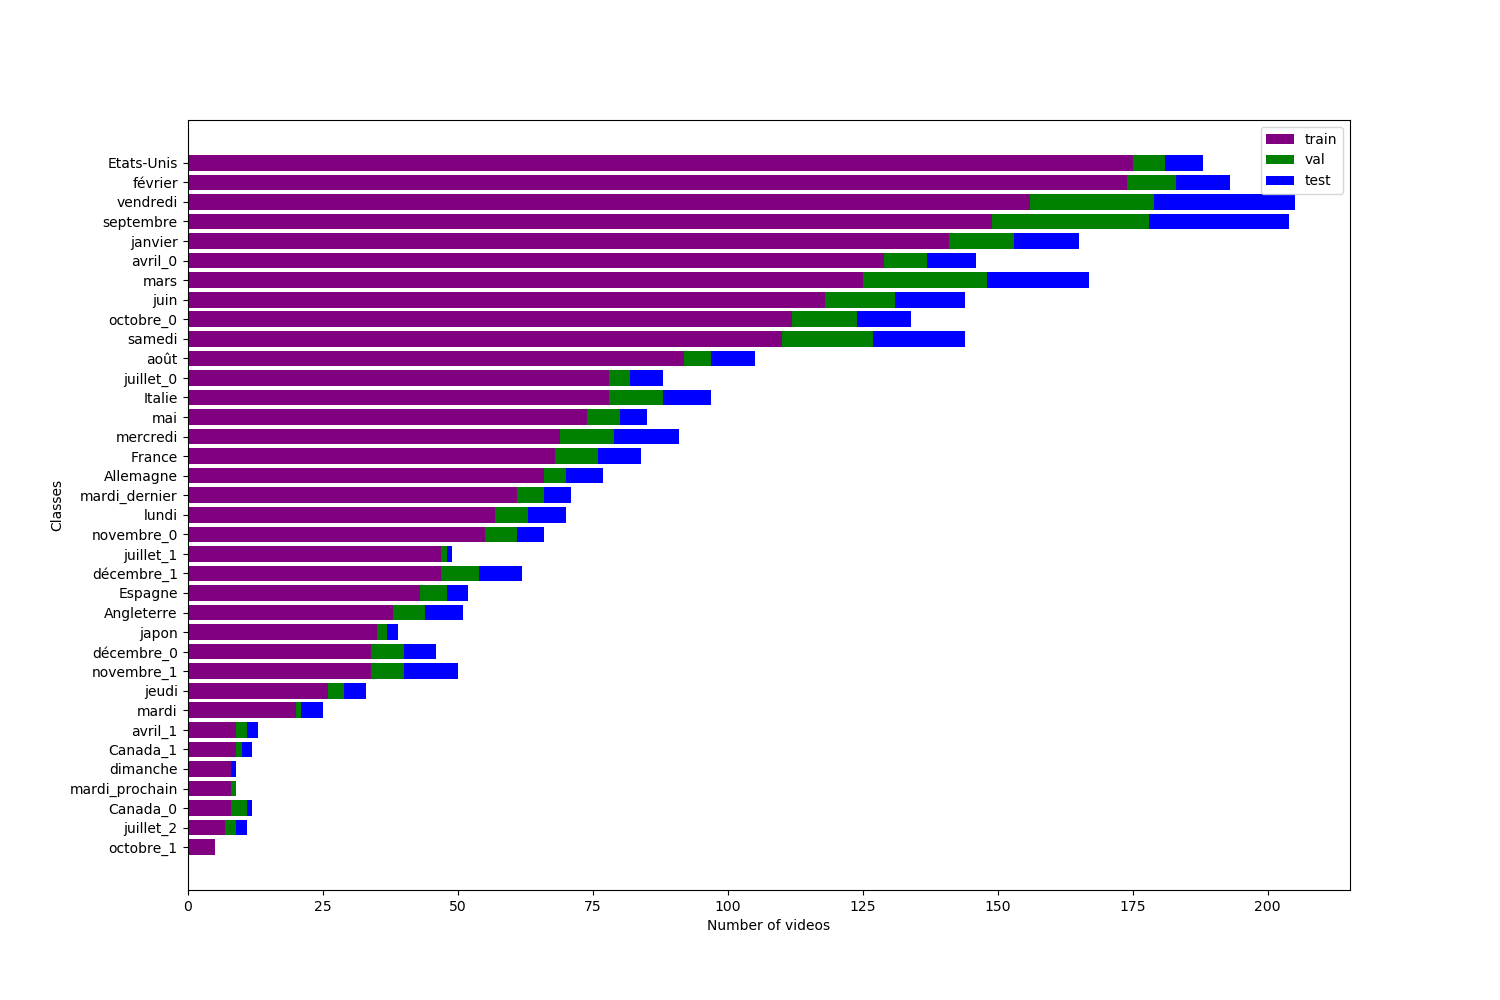 train
val
test
Etats-Unis
février
vendredi
septembre
janvier
avril_0
mars
juin
octobre_0
samedi
août
juillet_0
Italie
mai
mercredi
France
Allemagne
mardi_dernier
lundi
novembre_0
juillet_1
décembre_1
Espagne
Angleterre
japon
décembre_0
novembre_1
jeudi
mardi
avril_1
Canada_1
dimanche
mardi_prochain
Canada_0
juillet_2
octobre_1
Classes
0 25 50 75 100 125 150 175 200
Number of videos